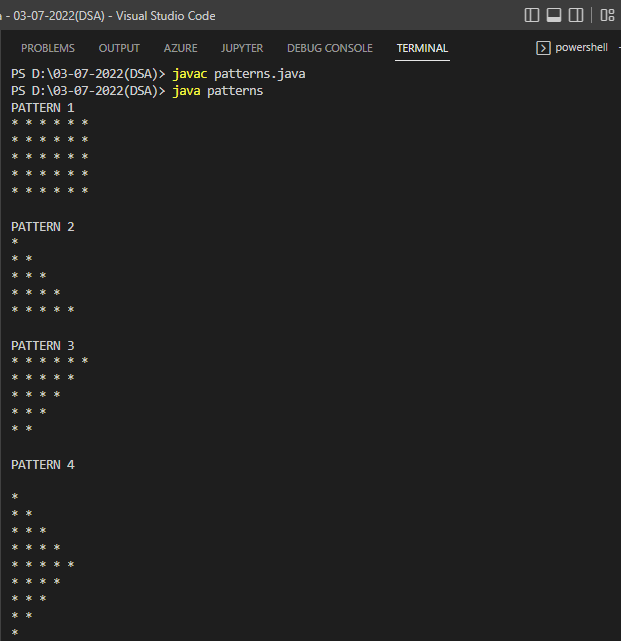 - 03-07-2022(DSA) - Visual Studio Code
PROBLEMS OUTPUT AZURE JUPYTER DEBUG CONSOLE TERMINAL powershell
PS D:\03-07-2022(DSA)> javac patterns.java
PS D:\03-07-2022(DSA)> java patterns
PATTERN 1
* * * * * *
* * * * * *
* * * * * *
* * * * * *
* * * * * *
PATTERN 2
*
* *
* * *
* * * *
* * * * *
PATTERN 3
* * * * * *
* * * * *
* * * *
* * *
* *
PATTERN 4
*
* *
* * *
* * * *
* * * * *
* * * *
* * *
* *
*